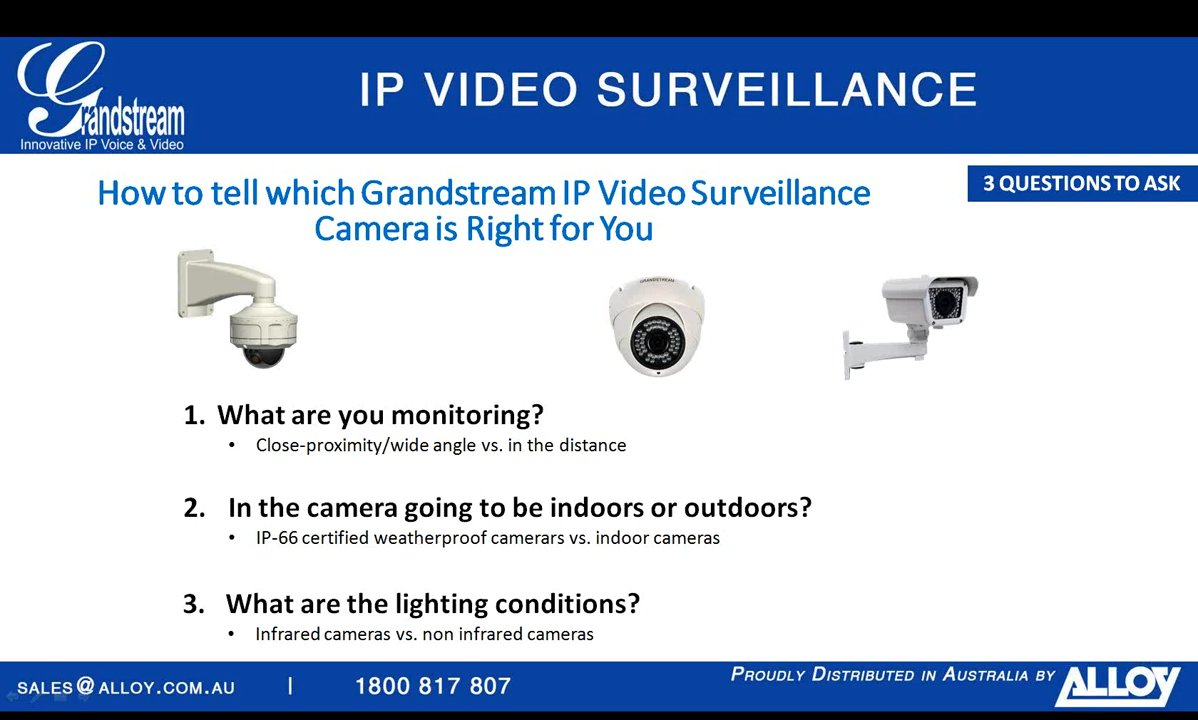 Grandstream
Innovative IP Voice & Video
IP VIDEO SURVEILLANCE
3 QUESTIONS TO ASK
How to tell which Grandstream IP Video Surveillance
Camera is Right for You
GRANDSTREAM
1. What are you monitoring?
• Close-proximity/wide angle vs. in the distance
2. In the camera going to be indoors or outdoors?
• IP-66 certified weatherproof camerars vs. indoor cameras
3. What are the lighting conditions?
• Infrared cameras vs. non infrared cameras
SALES@ALLOY.COM.AU | 1800 817 807
PROUDLY DISTRIBUTED IN AUSTRALIA BY ALLOY